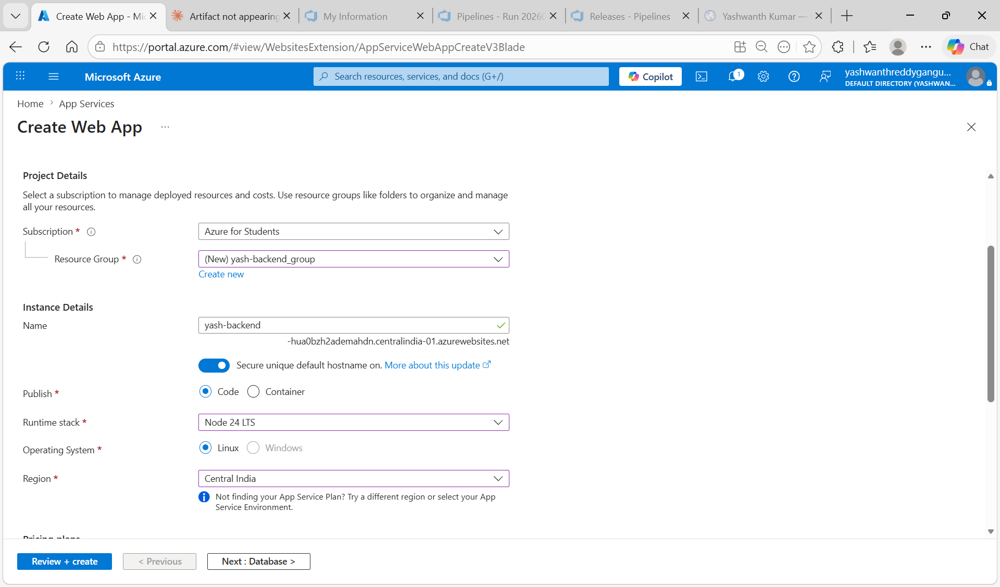 Create Web App - Mi
Artifact not appearing
My Information
Pipelines - Run 20260
Releases - Pipelines
Yashwanth Kumar —
https://portal.azure.com/#view/WebsitesExtension/AppServiceWebAppCreateV3Blade
Chat
Microsoft Azure
Search resources, services, and docs (G+/)
Copilot
1
yashwanthreddygangu...
DEFAULT DIRECTORY (YASHWAN...
Home > App Services
Create Web App ...
Project Details
Select a subscription to manage deployed resources and costs. Use resource groups like folders to organize and manage
all your resources.
Subscription *
Azure for Students
Resource Group *
(New) yash-backend_group
Create new
Instance Details
Name
yash-backend
-hua0bzh2ademahdn.centralindia-01.azurewebsites.net
Secure unique default hostname on. More about this update
Publish *
Code
Container
Runtime stack *
Node 24 LTS
Operating System *
Linux
Windows
Region *
Central India
Not finding your App Service Plan? Try a different region or select your App
Service Environment.
Pricing plans
Review + create
< Previous
Next : Database >